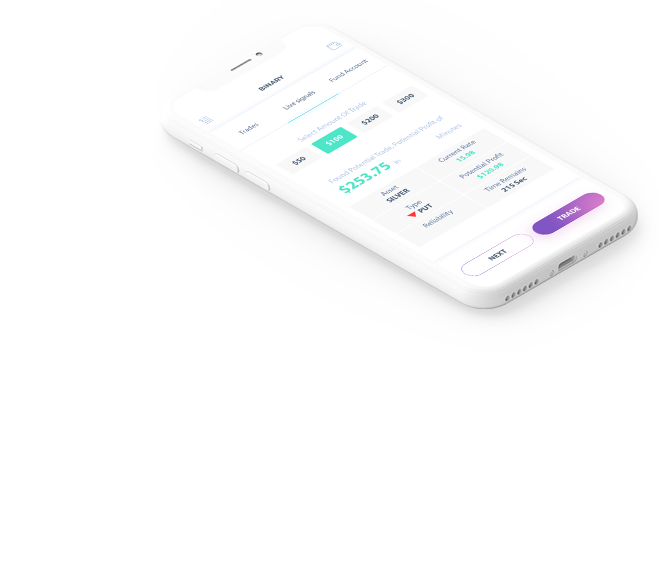 BINARY
Trades
Live signals
Fund Account
Select Amount Of Trade
$50
$100
$200
$300
Found Potential Trade, Potential Profit of
$253.75 in Minutes
Asset
SILVER
Current Rate
15.98
Type
PUT
Potential Profit
$120.98
Reliability
Time Remains
215 Sec
NEXT
TRADE